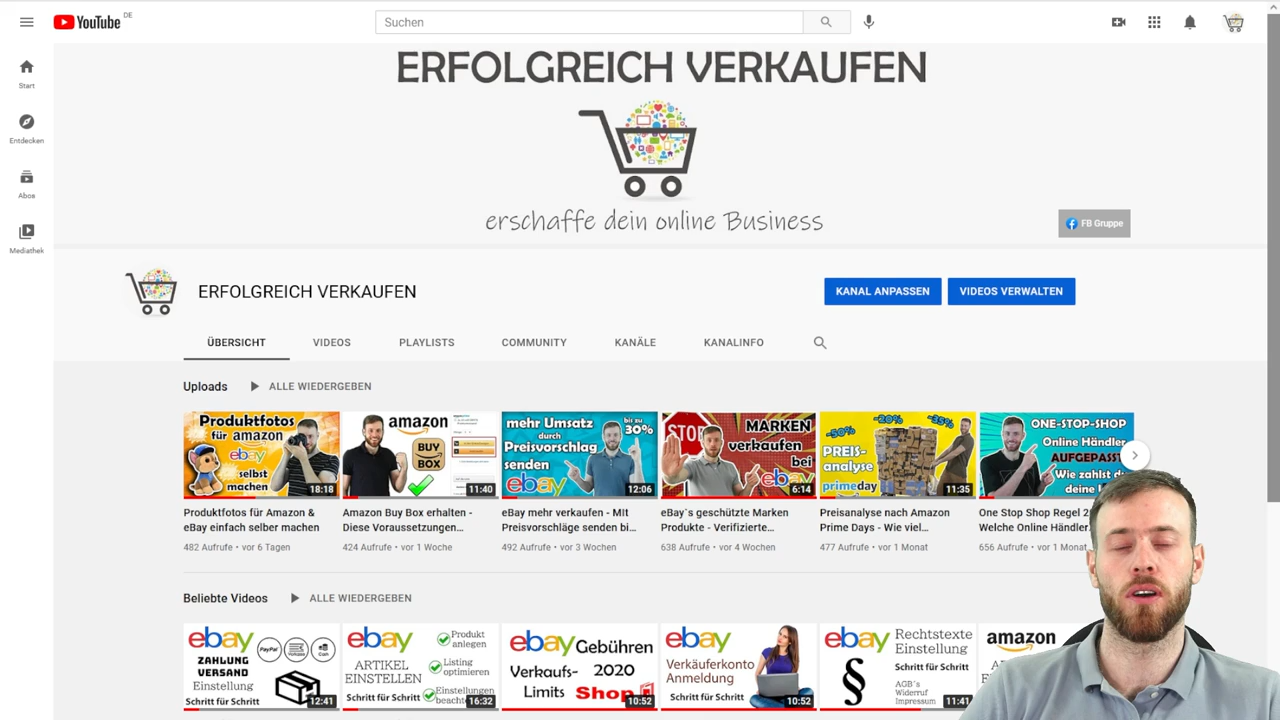 YouTube DE
Suchen
Start
Entdecken
Abos
Mediathek
ERFOLGREICH VERKAUFEN
erschaffe dein online Business
FB Gruppe
ERFOLGREICH VERKAUFEN
KANAL ANPASSEN
VIDEOS VERWALTEN
ÜBERSICHT
VIDEOS
PLAYLISTS
COMMUNITY
KANÄLE
KANALINFO
Uploads
ALLE WIEDERGEBEN
Produktfotos
für amazon
ebay
selbst
machen
18:18
Produktfotos für Amazon &
eBay einfach selber machen
482 Aufrufe • vor 6 Tagen
amazon
BUY
BOX
11:40
Amazon Buy Box erhalten -
Diese Voraussetzungen...
424 Aufrufe • vor 1 Woche
mehr Umsatz
durch
bis zu
30%
Preisvorschlag
senden
ebay
12:06
eBay mehr verkaufen - MIt
Preisvorschläge senden bi...
492 Aufrufe • vor 3 Wochen
STOP
MARKEN
verkaufen
bei
ebay
6:14
eBay`s geschützte Marken
Produkte - Verifizierte...
638 Aufrufe • vor 4 Wochen
-50%
-20%
-35%
PREIS-
analyse
primeday
11:35
Preisanalyse nach Amazon
Prime Days - Wie viel...
477 Aufrufe • vor 1 Monat
ONE-STOP-SHOP
Online Händler
AUFGEPASST
Wie zahlst d
deine
One Stop Shop Regel 2
Welche Online Händler
656 Aufrufe • vor 1 Monat
Beliebte Videos
ALLE WIEDERGEBEN
ebay
PayPal
ZAHLUNG
VERSAND
Einstellung
Schritt für Schritt
12:41
ebay
Produkt
anlegen
ARTIKEL
EINSTELLEN
Listing
optimieren
Schritt für Schritt
Einstellungen
16:32
ebay Gebühren
Verkaufs-
Limits
2020
Shop
10:52
ebay
Verkäuferkonto
Anmeldung
Schritt für Schritt
10:52
ebay
Rechtstexte
Einstellung
§
Schritt für Schritt
AGB's
Widerruf
Impressum
11:41
amazon
Schritt für